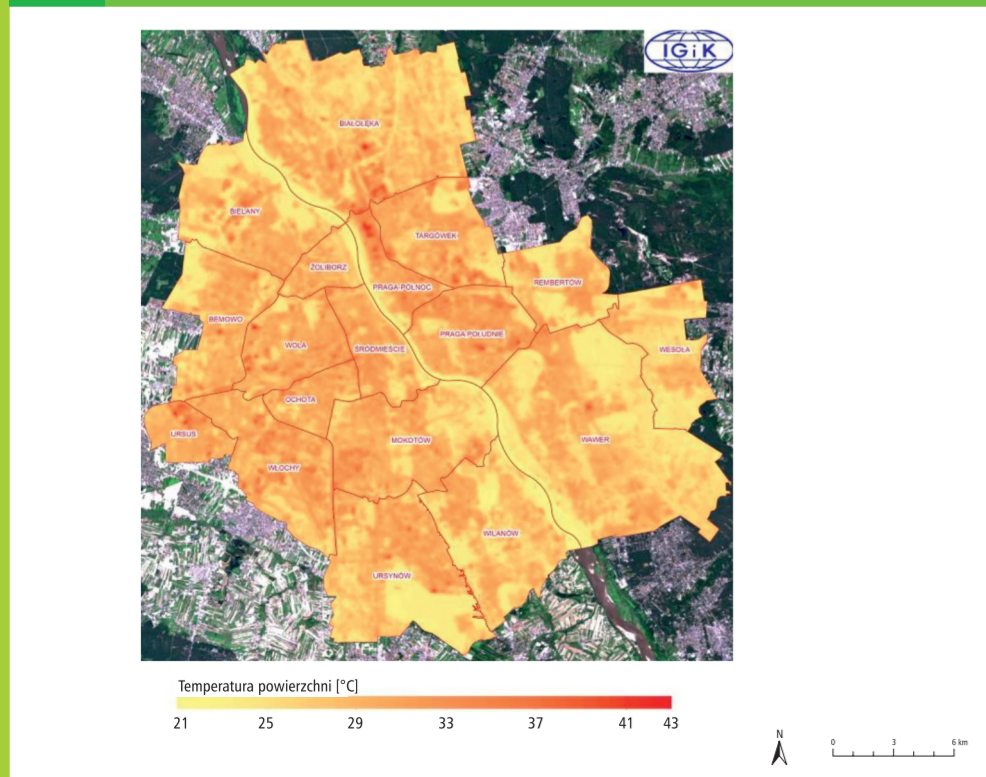 IGiK
BIAŁOŁĘKA
BIELANY
TARGÓWEK
ŻOLIBORZ
REMBERTÓW
PRAGA PÓŁNOC
BEMOWO
PRAGA POŁUDNIE
WOLA
ŚRÓDMIEŚCIE
WESOŁA
OCHOTA
URSUS
MOKOTÓW
WAWER
WŁOCHY
WILANÓW
URSYNÓW
Temperatura powierzchni [°C]
21 25 29 33 37 41 43
N
0 3 6 km